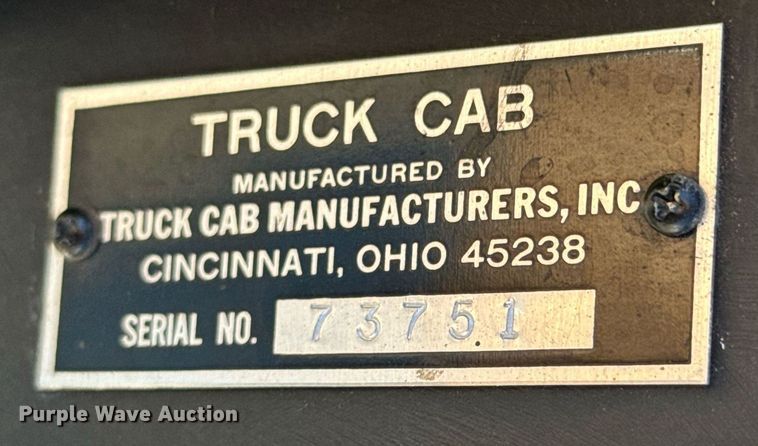 TRUCK CAB
MANUFACTURED BY
TRUCK CAB MANUFACTURERS, INC
CINCINNATI, OHIO 45238
SERIAL NO. 73751
Purple Wave Auction